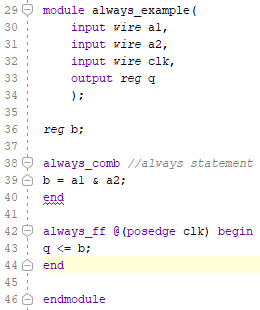 29 module always_example(
30 input wire a1,
31 input wire a2,
32 input wire clk,
33 output reg q
34 );
35
36 reg b;
37
38 always_comb //always statement
39 b = a1 & a2;
40 end
41
42 always_ff @(posedge clk) begin
43 q <= b;
44 end
45
46 endmodule